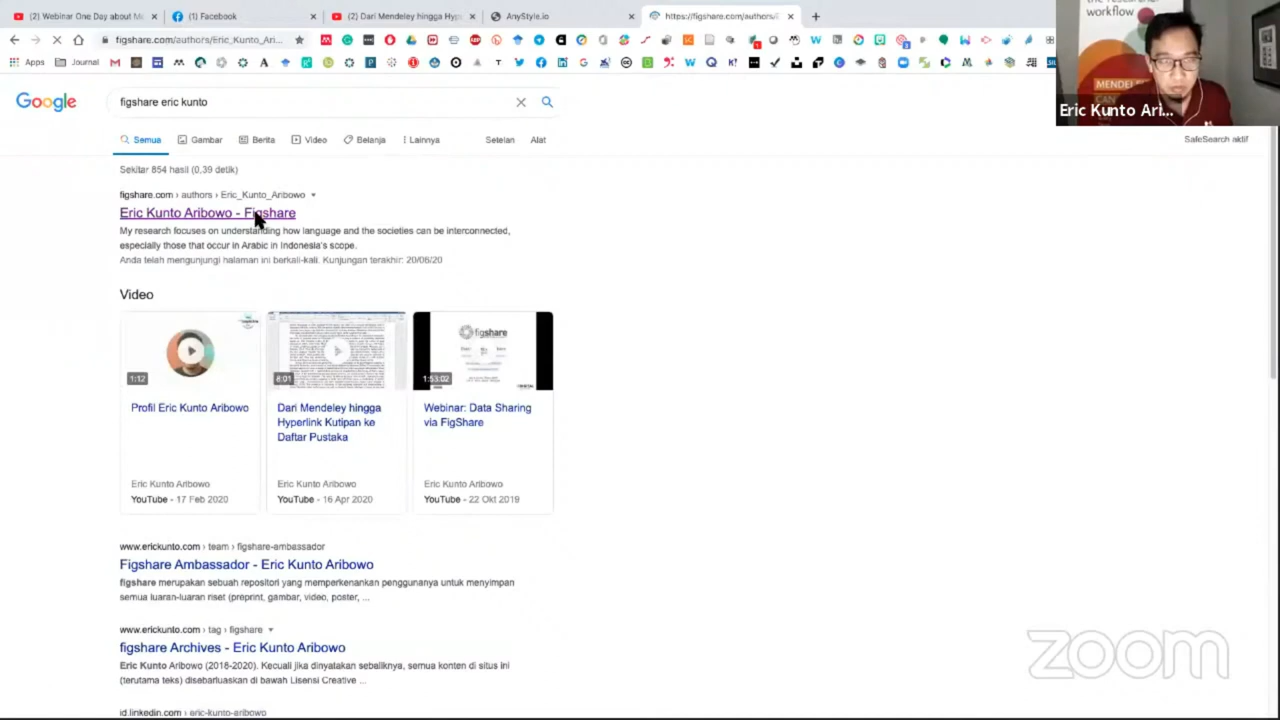 (2) Webinar One Day about M
(1) Facebook
(2) Dari Mendeley hingga Hype
AnyStyle.io
https://figshare.com/authors/E
figshare.com/authors/Eric_Kunto_Ari...
Apps
Journal
the researcher
workflow
MENDELEY
CAN
Eric Kunto Ari...
Google
figshare eric kunto
Semua
Gambar
Berita
Video
Belanja
Lainnya
Setelan
Alat
SafeSearch aktif
Sekitar 854 hasil (0,39 detik)
figshare.com › authors › Eric_Kunto_Aribowo
Eric Kunto Aribowo - Figshare
My research focuses on understanding how language and the societies can be interconnected,
especially those that occur in Arabic in Indonesia's scope.
Anda telah mengunjungi halaman ini berkali-kali. Kunjungan terakhir: 20/06/20
Video
1:12
8:01
figshare
1:53:02
Profil Eric Kunto Aribowo
Dari Mendeley hingga
Hyperlink Kutipan ke
Daftar Pustaka
Webinar: Data Sharing
via FigShare
Eric Kunto Aribowo
YouTube - 17 Feb 2020
Eric Kunto Aribowo
YouTube - 16 Apr 2020
Eric Kunto Aribowo
YouTube - 22 Okt 2019
www.erickunto.com › team › figshare-ambassador
Figshare Ambassador - Eric Kunto Aribowo
figshare merupakan sebuah repositori yang memperkenankan penggunanya untuk menyimpan
semua luaran-luaran riset (preprint, gambar, video, poster, ...
www.erickunto.com › tag › figshare
figshare Archives - Eric Kunto Aribowo
Eric Kunto Aribowo (2018-2020). Kecuali jika dinyatakan sebaliknya, semua konten di situs ini
(terutama teks) disebarluaskan di bawah Lisensi Creative ...
id.linkedin.com › eric-kunto-aribowo
zoom